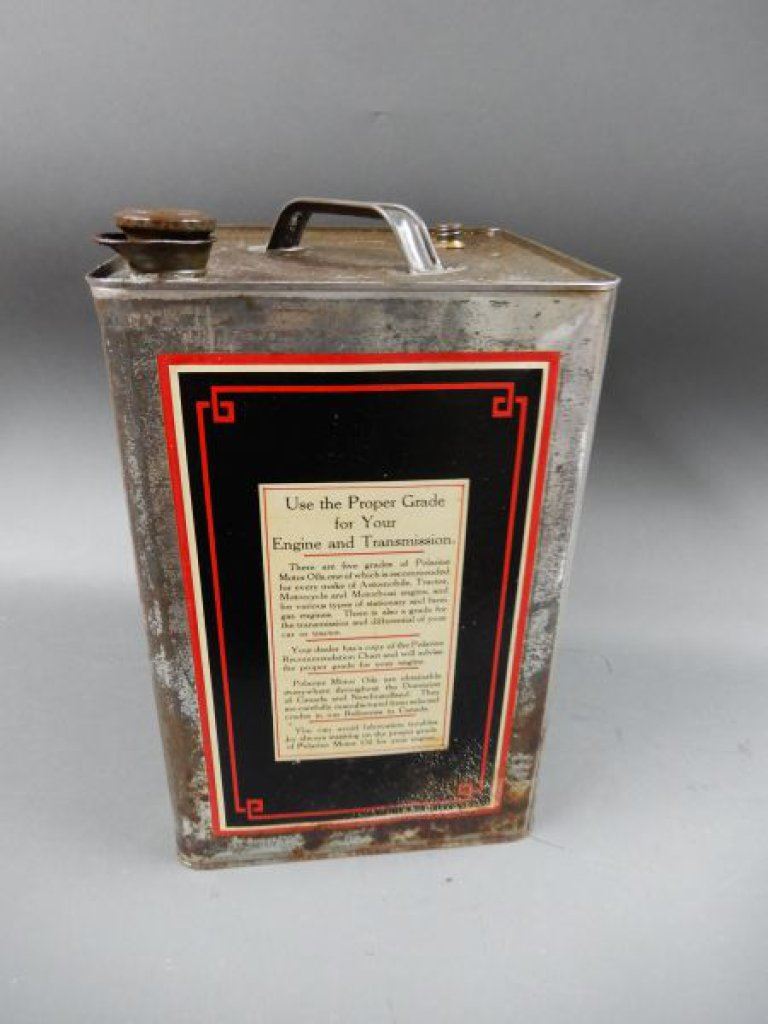 Use the Proper Grade
for Your
Engine and Transmission.
There are five grades of Polarine
Motor Oils, one of which is recommended
for every make of Automobile, Tractor,
Motorcycle and Motorboat engine, and
for various types of stationary and farm
gas engines. There is also a grade for
the transmission and differential of your
car or tractor.
Your dealer has a copy of the Polarine
Recommendation Chart and will advise
the proper grade for your engine.
Polarine Motor Oils are obtainable
everywhere throughout the Dominion
of Canada and Newfoundland. They
are carefully manufactured from selected
crudes in our Refineries in Canada.
You can avoid lubrication troubles
by always insisting on the proper grade
of Polarine Motor Oil for your engine.